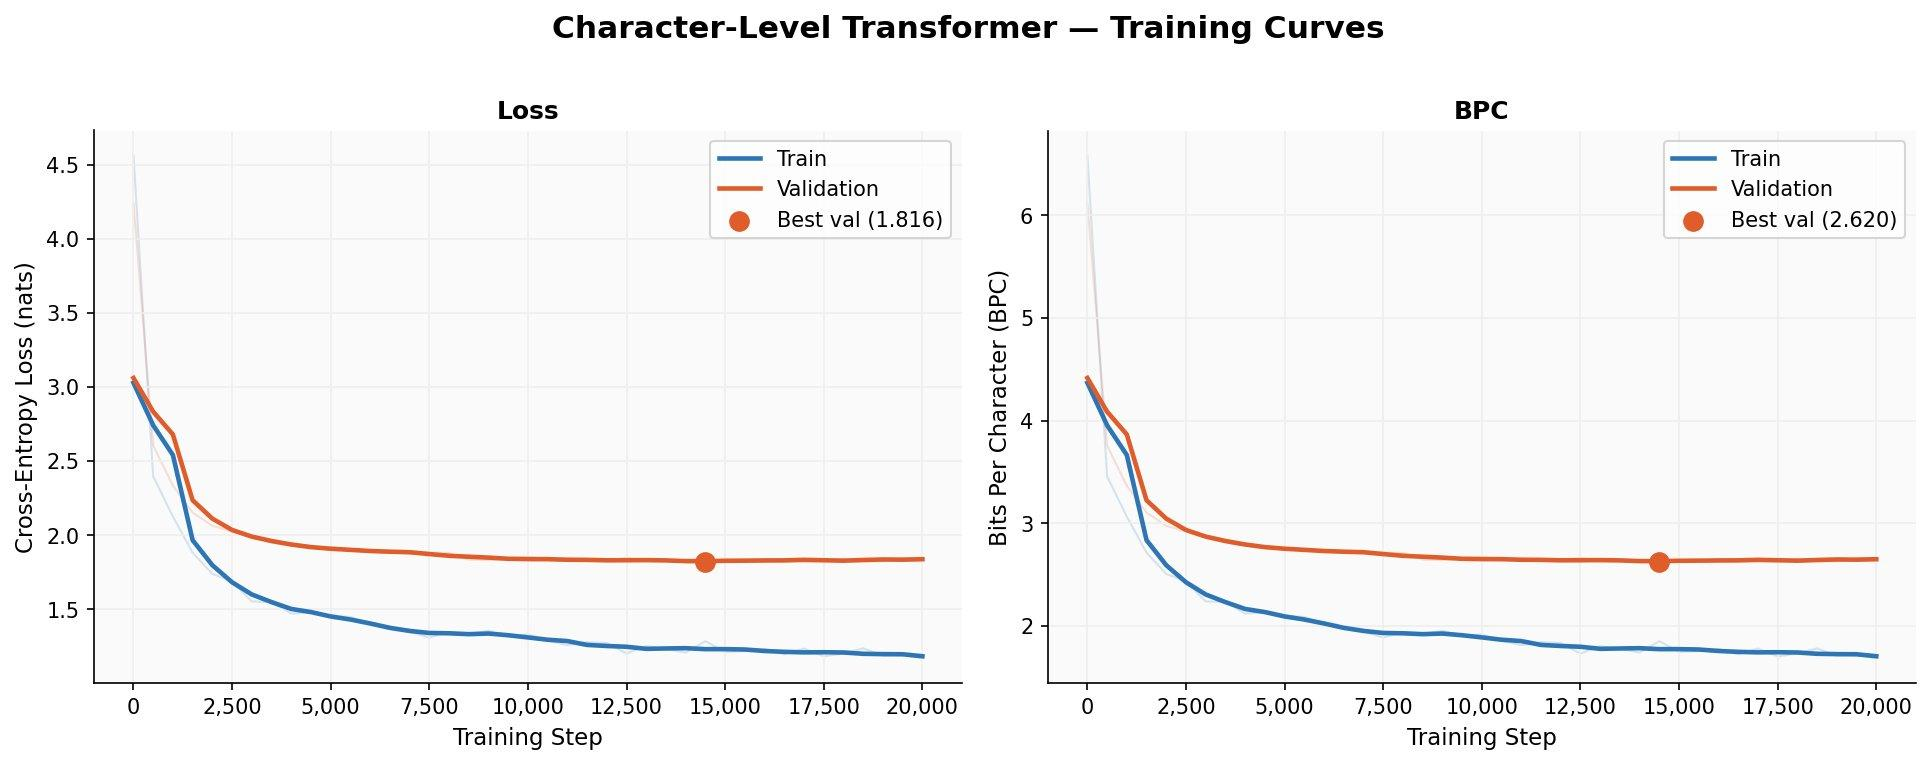 Character-Level Transformer — Training Curves
Loss
Cross-Entropy Loss (nats)
4.5
4.0
3.5
3.0
2.5
2.0
1.5
Train
Validation
Best val (1.816)
0 2,500 5,000 7,500 10,000 12,500 15,000 17,500 20,000
Training Step
BPC
Bits Per Character (BPC)
6
5
4
3
2
Train
Validation
Best val (2.620)
0 2,500 5,000 7,500 10,000 12,500 15,000 17,500 20,000
Training Step